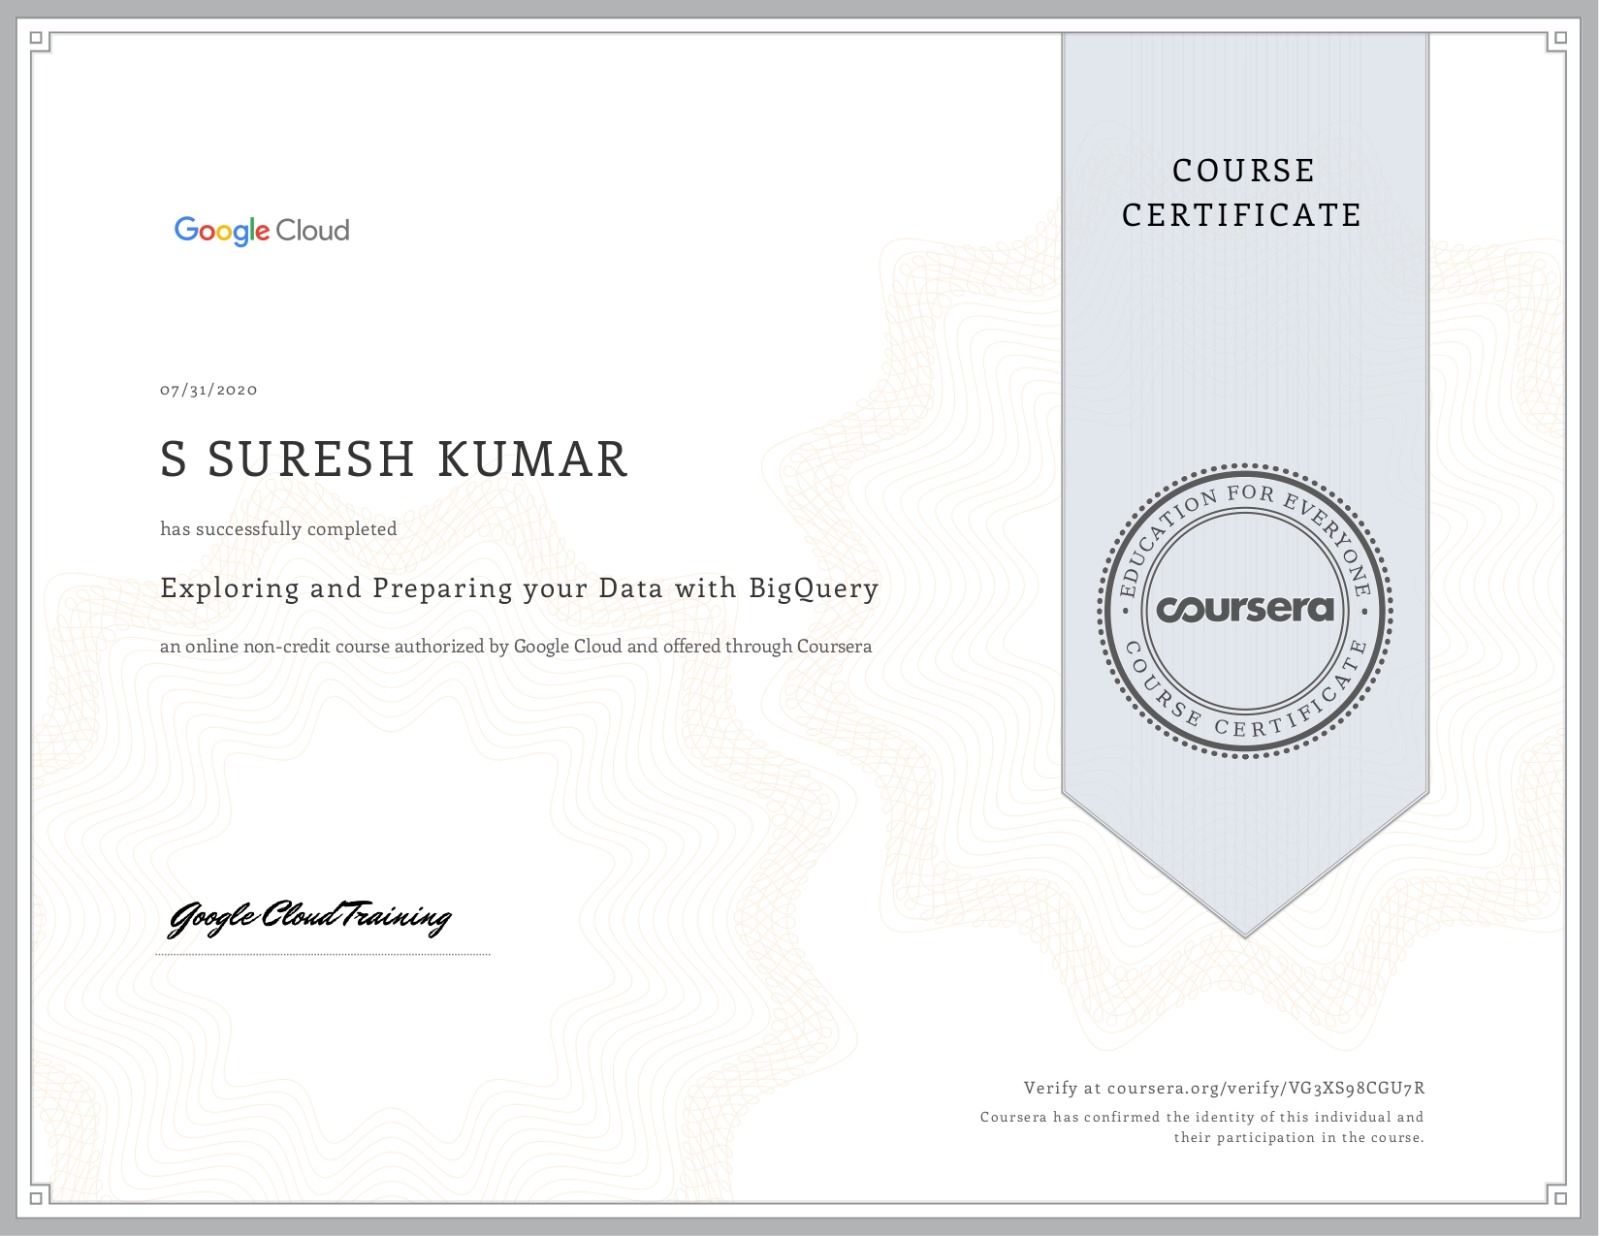 COURSE
CERTIFICATE
Google Cloud
07/31/2020
S SURESH KUMAR
has successfully completed
Exploring and Preparing your Data with BigQuery
an online non-credit course authorized by Google Cloud and offered through Coursera
EDUCATION FOR EVERYONE
coursera
COURSE CERTIFICATE
Google Cloud Training
Verify at coursera.org/verify/VG3XS98CGU7R
Coursera has confirmed the identity of this individual and
their participation in the course.